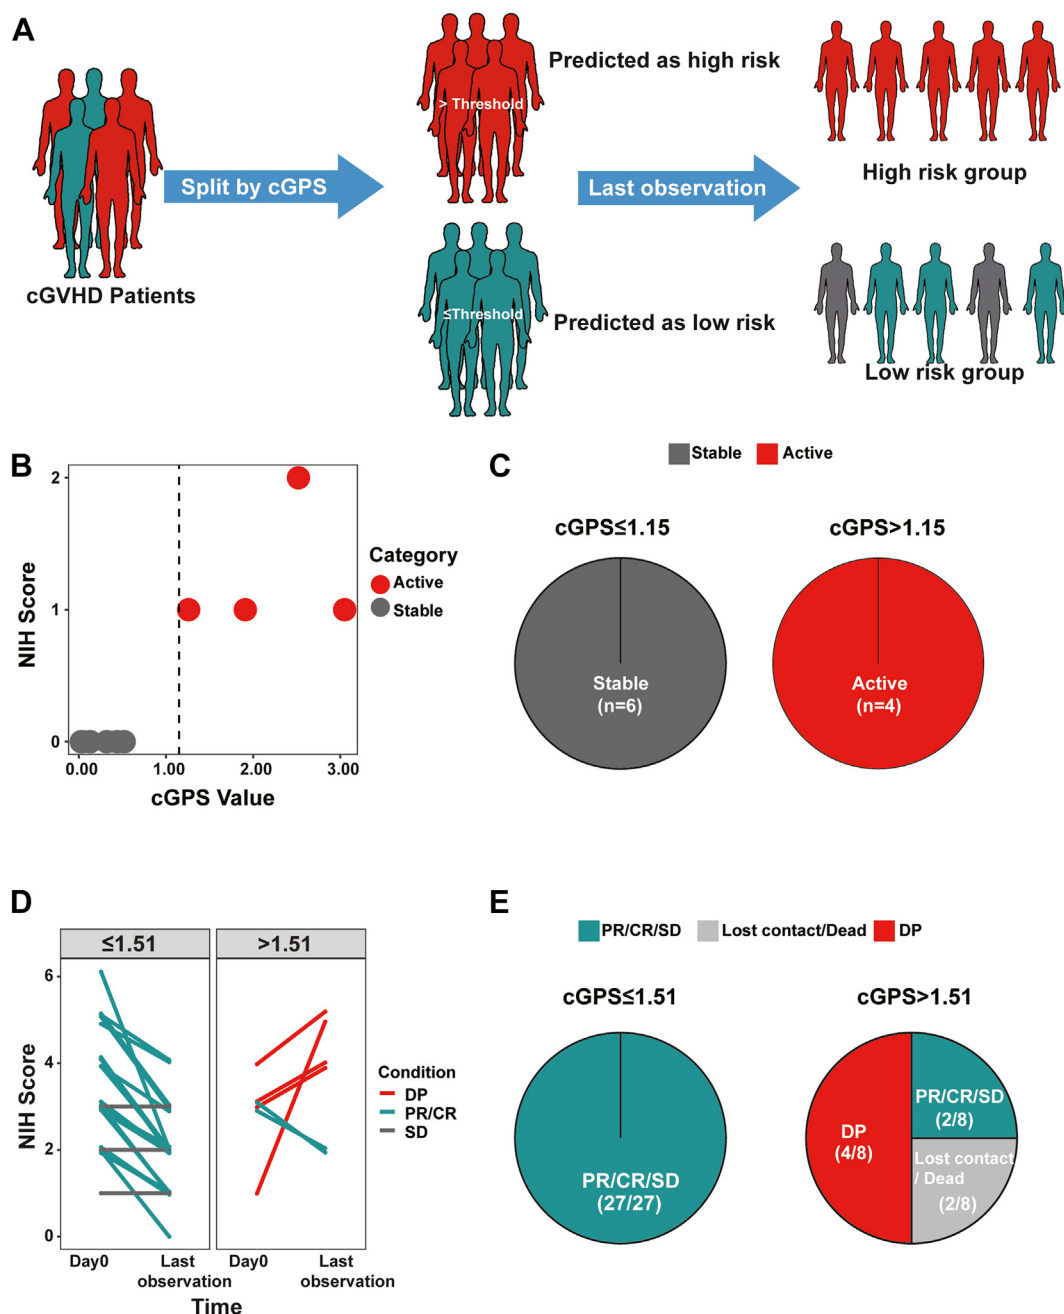 A
> Threshold
Predicted as high risk
Split by cGPS
Last observation
High risk group
cGVHD Patients
≤Threshold
Predicted as low risk
Low risk group
B
NIH Score
2
1
0
0.00
1.00
2.00
3.00
cGPS Value
Category
Active
Stable
C
Stable
Active
cGPS≤1.15
cGPS>1.15
Stable
(n=6)
Active
(n=4)
D
≤1.51
>1.51
NIH Score
6
4
2
0
Day0
Last
observation
Day0
Last
observation
Time
Condition
DP
PR/CR
SD
E
PR/CR/SD
Lost contact/Dead
DP
cGPS≤1.51
cGPS>1.51
PR/CR/SD
(27/27)
DP
(4/8)
PR/CR/SD
(2/8)
Lost contact
/ Dead
(2/8)